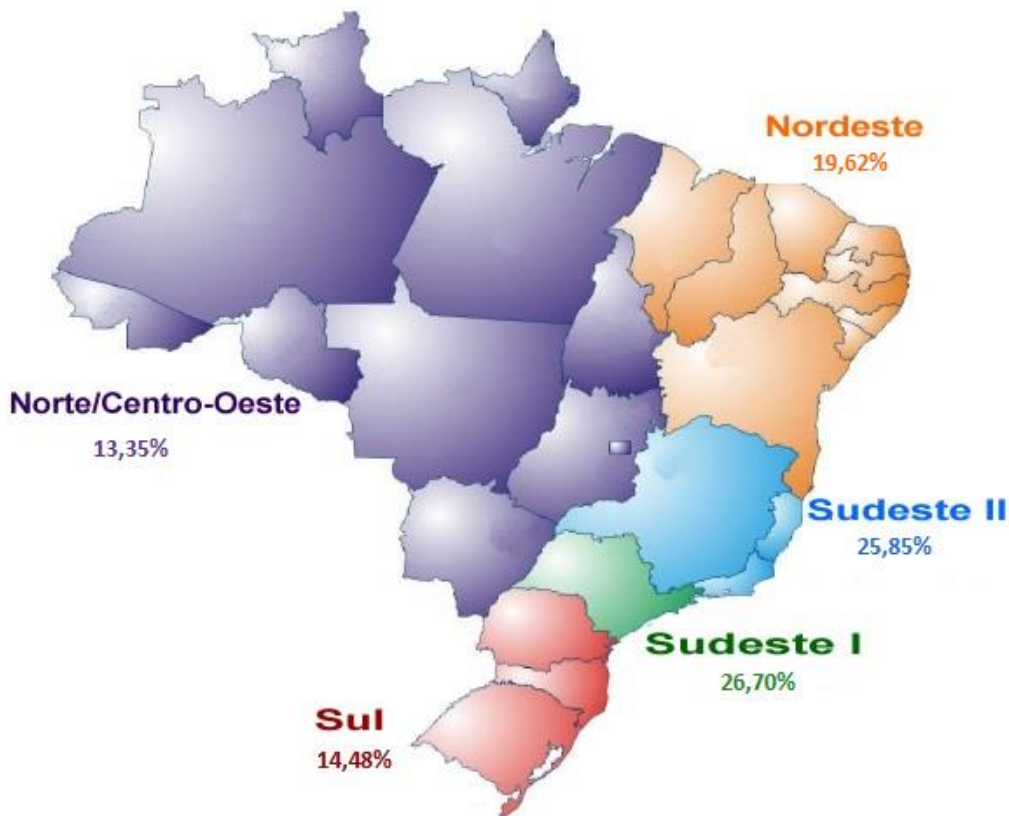 Nordeste
19,62%
Norte/Centro-Oeste
13,35%
Sudeste II
25,85%
Sudeste I
26,70%
Sul
14,48%